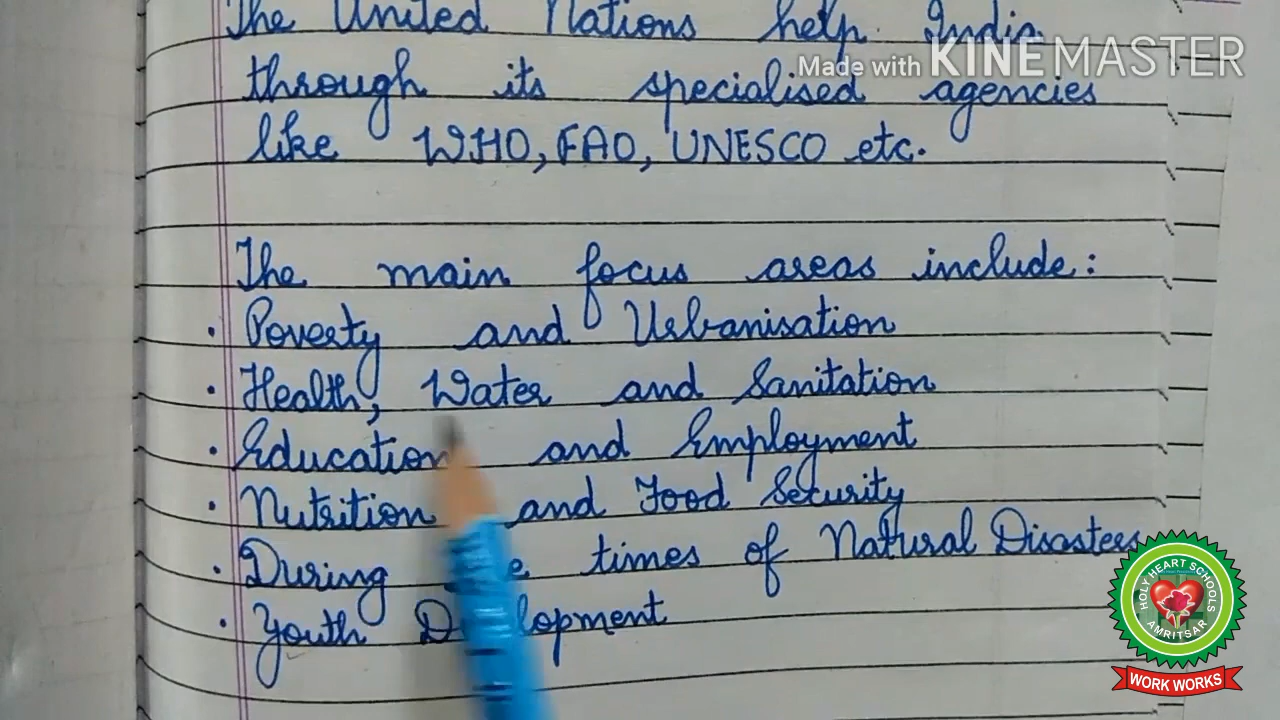 The United Nations help India
Made with KINEMASTER
through its specialised agencies
like WHO, FAO, UNESCO etc.
The main focus areas include:
• Poverty and Urbanisation
• Health, Water and Sanitation
• Education and Employment
• Nutrition and Food Security
• During e times of Natural Disasters
• Youth D lopment
HOLY HEART SCHOOLS
AMRITSAR
WORK WORKS